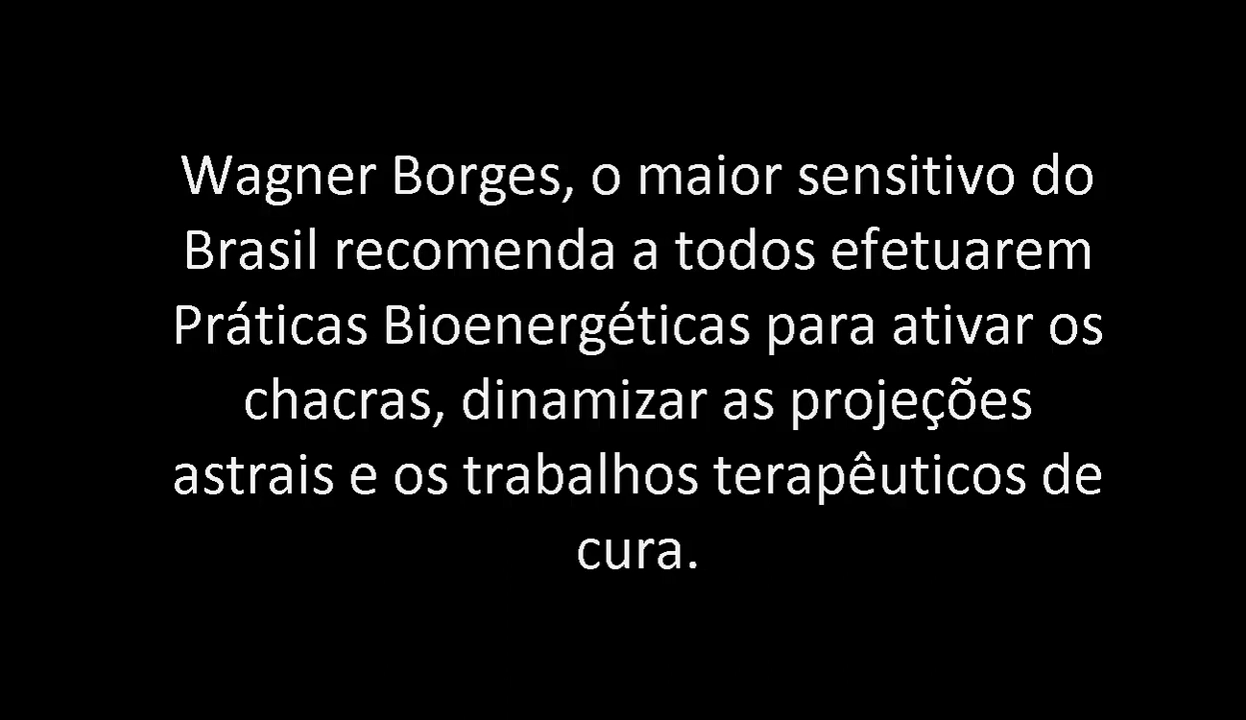 Wagner Borges, o maior sensitivo do
Brasil recomenda a todos efetuarem
Práticas Bioenergéticas para ativar os
chacras, dinamizar as projeções
astrais e os trabalhos terapêuticos de
cura.